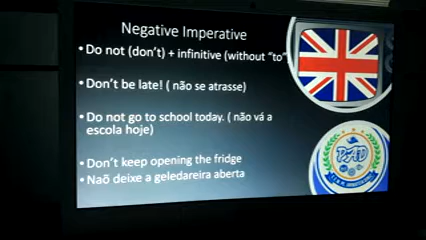 Negative Imperative
Do not (don't) + infinitive (without "to"
Don't be late! ( não se atrasse)
Do not go to school today. ( não vá a
escola hoje)
Don't keep opening the fridge
Naõ deixe a geledareira aberta